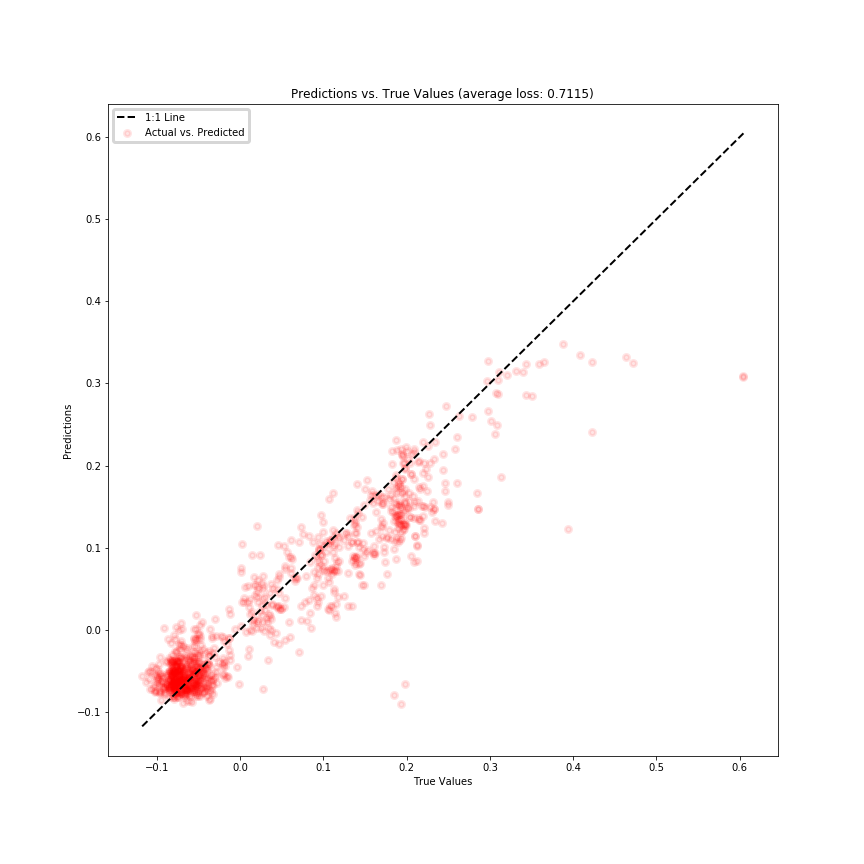 Predictions vs. True Values (average loss: 0.7115)
1:1 Line
Actual vs. Predicted
0.6
0.5
0.4
0.3
0.2
0.1
0.0
−0.1
Predictions
−0.1 0.0 0.1 0.2 0.3 0.4 0.5 0.6
True Values